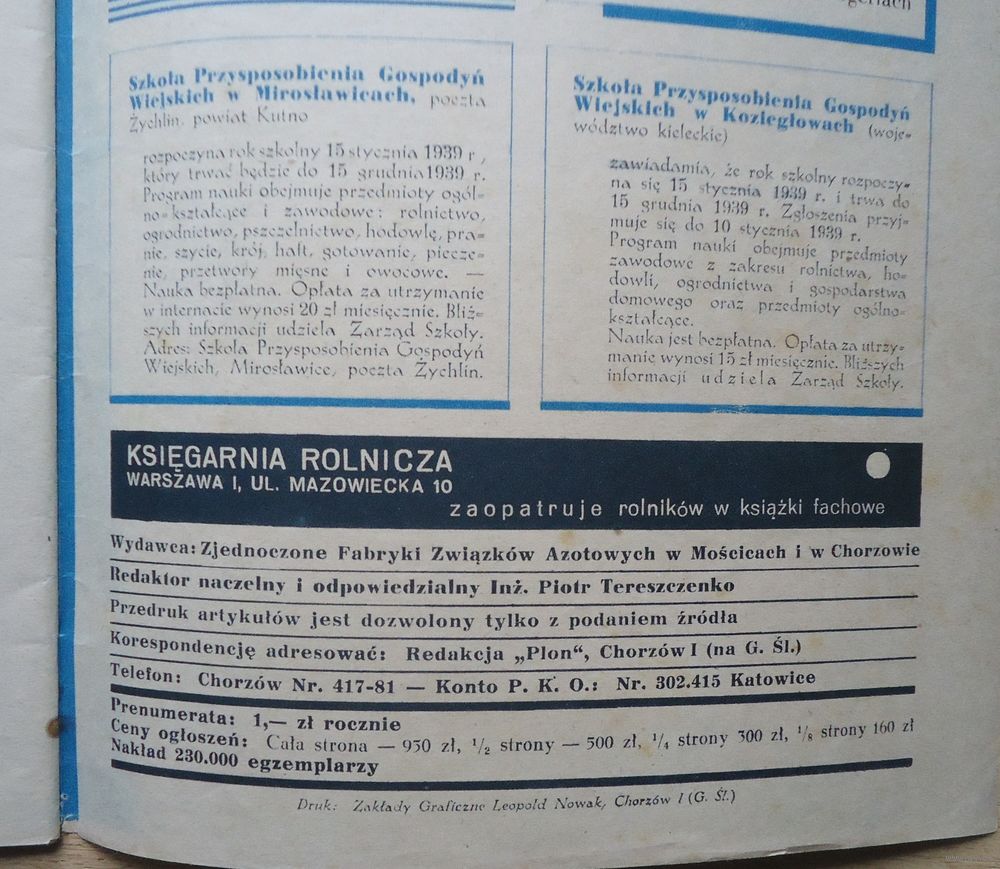 Szkoła Przysposobienia Gospodyń
Wiejskich w Mirosławicach, poczta
Żychlin, powiat Kutno
rozpoczyna rok szkolny 15 stycznia 1939 r.,
który trwać będzie do 15 grudnia 1939 r.
Program nauki obejmuje przedmioty ogól-
no-kształcące i zawodowe: rolnictwo,
ogrodnictwo, pszczelnictwo, hodowlę, pra-
nie, szycie, krój, haft, gotowanie, piecze-
nie, przetwory mięsne i owocowe. —
Nauka bezpłatna. Opłata za utrzymanie
w internacie wynosi 20 zł miesięcznie. Bliż-
szych informacji udziela Zarząd Szkoły.
Adres: Szkoła Przysposobienia Gospodyń
Wiejskich, Mirosławice, poczta Żychlin.
Szkoła Przysposobienia Gospodyń
Wiejskich w Koziegłowach (woje-
wództwo kieleckie)
zawiadamia, że rok szkolny rozpoczy-
na się 15 stycznia 1939 r. i trwa do
15 grudnia 1939 r. Zgłoszenia przyj-
muje się do 10 stycznia 1939 r.
Program nauki obejmuje przedmioty
zawodowe z zakresu rolnictwa, ho-
dowli, ogrodnictwa i gospodarstwa
domowego oraz przedmioty ogólno-
kształcące.
Nauka jest bezpłatna. Opłata za utrzy-
manie wynosi 15 zł miesięcznie. Bliższych
informacji udziela Zarząd Szkoły.
KSIĘGARNIA ROLNICZA
WARSZAWA I, UL. MAZOWIECKA 10
zaopatruje rolników w książki fachowe
Wydawca: Zjednoczone Fabryki Związków Azotowych w Mościcach i w Chorzowie
Redaktor naczelny i odpowiedzialny Inż. Piotr Tereszczenko
Przedruk artykułów jest dozwolony tylko z podaniem źródła
Korespondencję adresować: Redakcja „Plon“, Chorzów I (na G. Śl.)
Telefon: Chorzów Nr. 417-81 — Konto P. K. O.: Nr. 302.415 Katowice
Prenumerata: 1,— zł rocznie
Ceny ogłoszeń: Cała strona — 950 zł, ½ strony — 500 zł, ¼ strony 300 zł, ⅛ strony 160 zł
Nakład 230.000 egzemplarzy
Druk: Zakłady Graficzne Leopold Nowak, Chorzów I (G. Śl.)